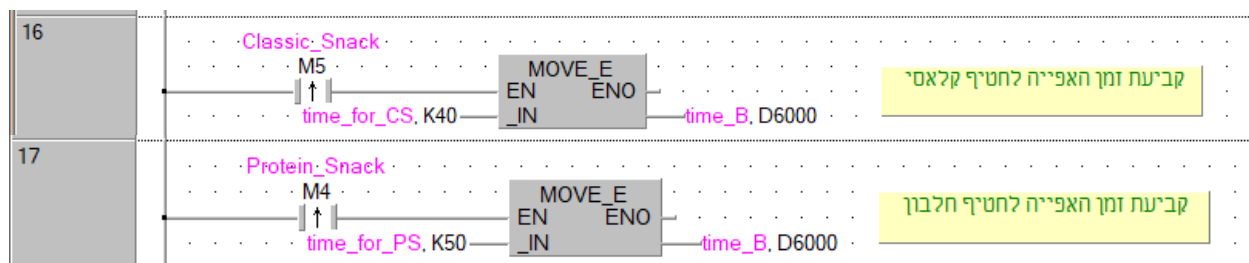 16
Classic_Snack
M5
MOVE_E
EN ENO
time_for_CS, K40 _IN time_B, D6000
קביעת זמן האפייה לחטיף קלאסי
17
Protein_Snack
M4
MOVE_E
EN ENO
time_for_PS, K50 _IN time_B, D6000
קביעת זמן האפייה לחטיף חלבון